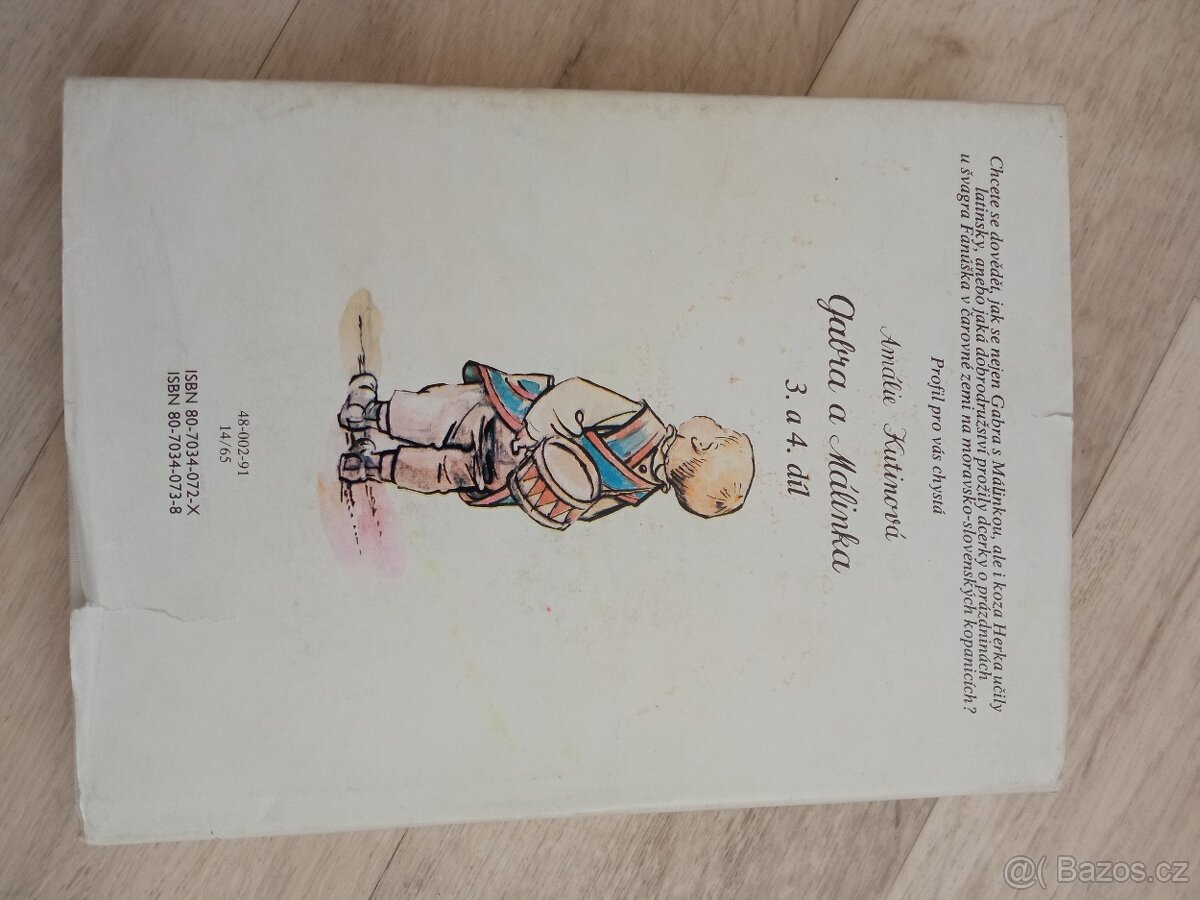 Chcete se dovědět, jak se nejen Gabra s Málinkou, ale i koza Herka učily
latinsky, anebo jaká dobrodružství prožily dcerky o prázdninách
u švagra Fanúška v čarovné zemi na moravsko-slovenských kopanicích?
Profil pro vás chystá
Amálie Kutinová
Gabra a Málinka
3. a 4. díl
48-002-91
14/65
ISBN 80-7034-072-X
ISBN 80-7034-073-8
@( Bazos.cz